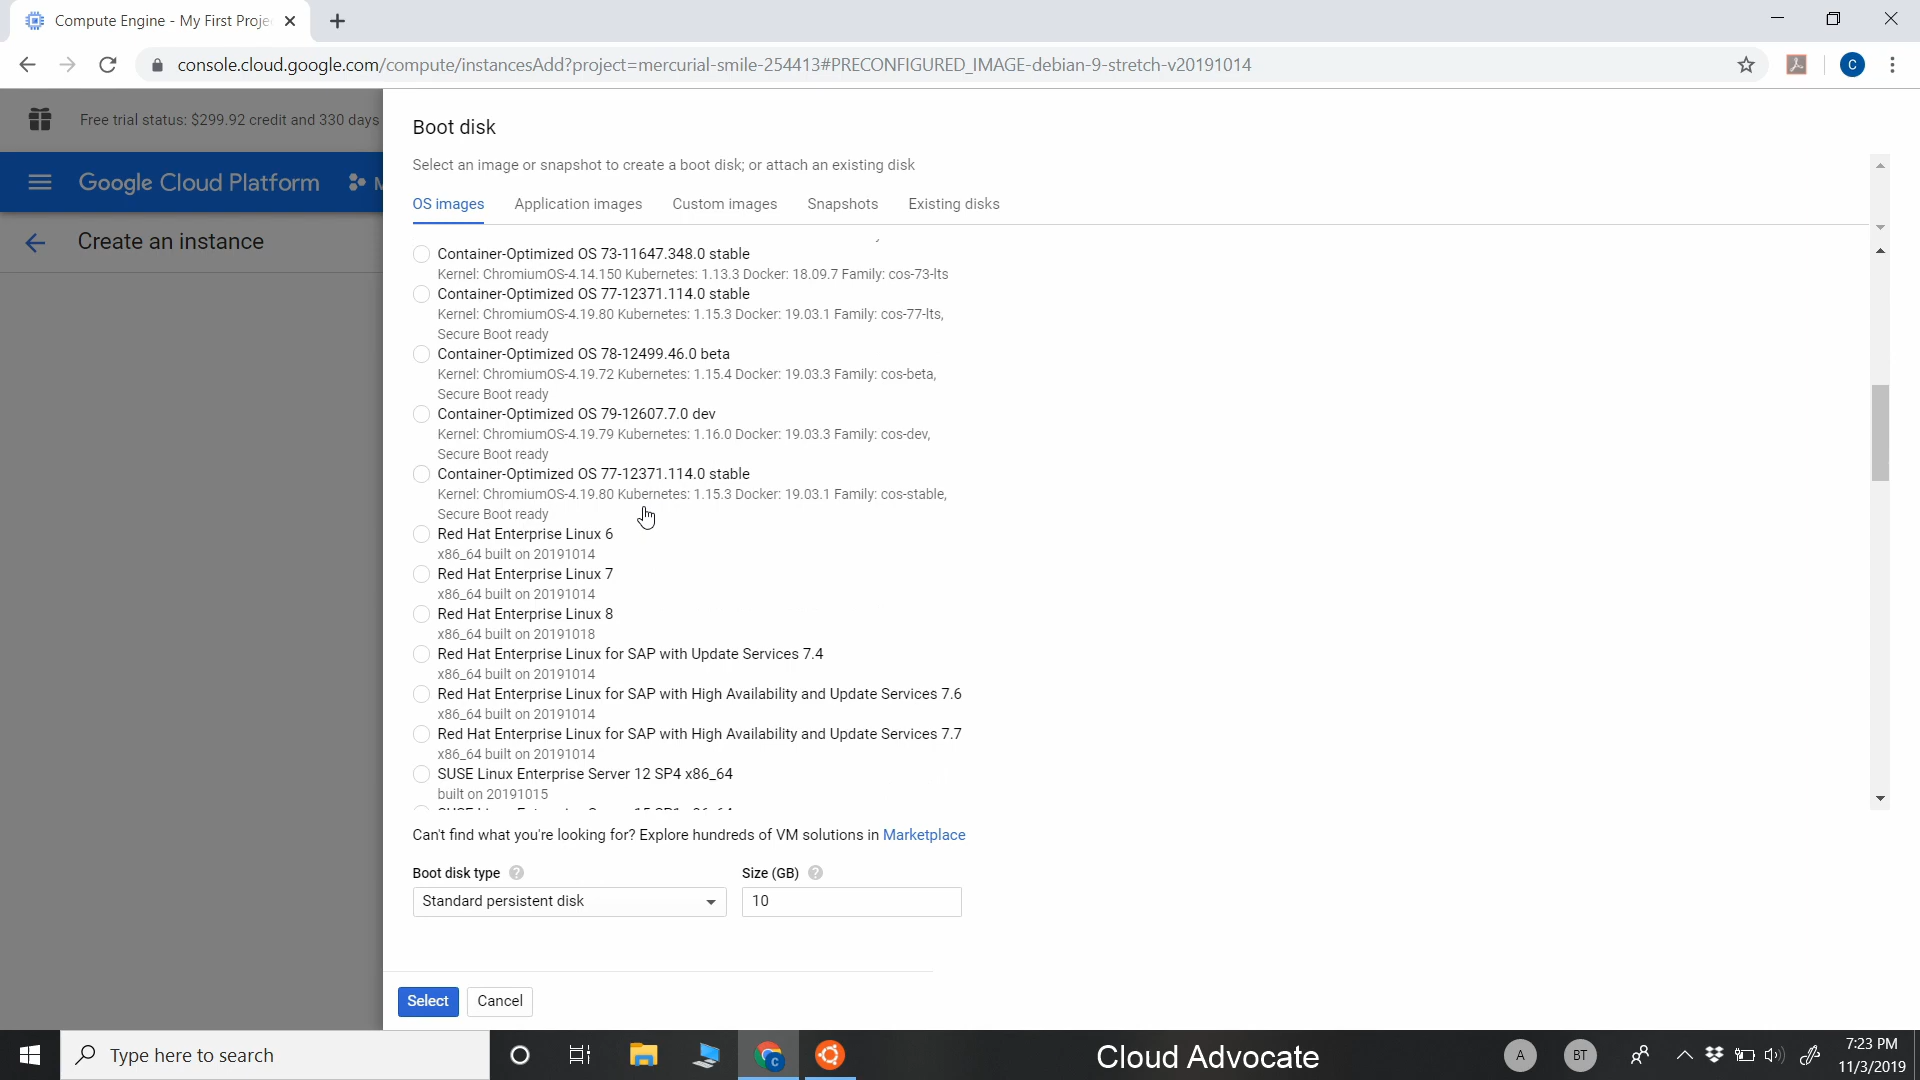 Compute Engine - My First Proje
console.cloud.google.com/compute/instancesAdd?project=mercurial-smile-254413#PRECONFIGURED_IMAGE-debian-9-stretch-v20191014
C
Free trial status: $299.92 credit and 330 days
Google Cloud Platform
Create an instance
Boot disk
Select an image or snapshot to create a boot disk; or attach an existing disk
OS images Application images Custom images Snapshots Existing disks
Container-Optimized OS 73-11647.348.0 stable
Kernel: ChromiumOS-4.14.150 Kubernetes: 1.13.3 Docker: 18.09.7 Family: cos-73-lts
Container-Optimized OS 77-12371.114.0 stable
Kernel: ChromiumOS-4.19.80 Kubernetes: 1.15.3 Docker: 19.03.1 Family: cos-77-lts,
Secure Boot ready
Container-Optimized OS 78-12499.46.0 beta
Kernel: ChromiumOS-4.19.72 Kubernetes: 1.15.4 Docker: 19.03.3 Family: cos-beta,
Secure Boot ready
Container-Optimized OS 79-12607.7.0 dev
Kernel: ChromiumOS-4.19.79 Kubernetes: 1.16.0 Docker: 19.03.3 Family: cos-dev,
Secure Boot ready
Container-Optimized OS 77-12371.114.0 stable
Kernel: ChromiumOS-4.19.80 Kubernetes: 1.15.3 Docker: 19.03.1 Family: cos-stable,
Secure Boot ready
Red Hat Enterprise Linux 6
x86_64 built on 20191014
Red Hat Enterprise Linux 7
x86_64 built on 20191014
Red Hat Enterprise Linux 8
x86_64 built on 20191018
Red Hat Enterprise Linux for SAP with Update Services 7.4
x86_64 built on 20191014
Red Hat Enterprise Linux for SAP with High Availability and Update Services 7.6
x86_64 built on 20191014
Red Hat Enterprise Linux for SAP with High Availability and Update Services 7.7
x86_64 built on 20191014
SUSE Linux Enterprise Server 12 SP4 x86_64
built on 20191015
Can't find what you're looking for? Explore hundreds of VM solutions in Marketplace
Boot disk type Size (GB)
Standard persistent disk 10
Select Cancel
Type here to search
Cloud Advocate
A
BT
7:23 PM
11/3/2019